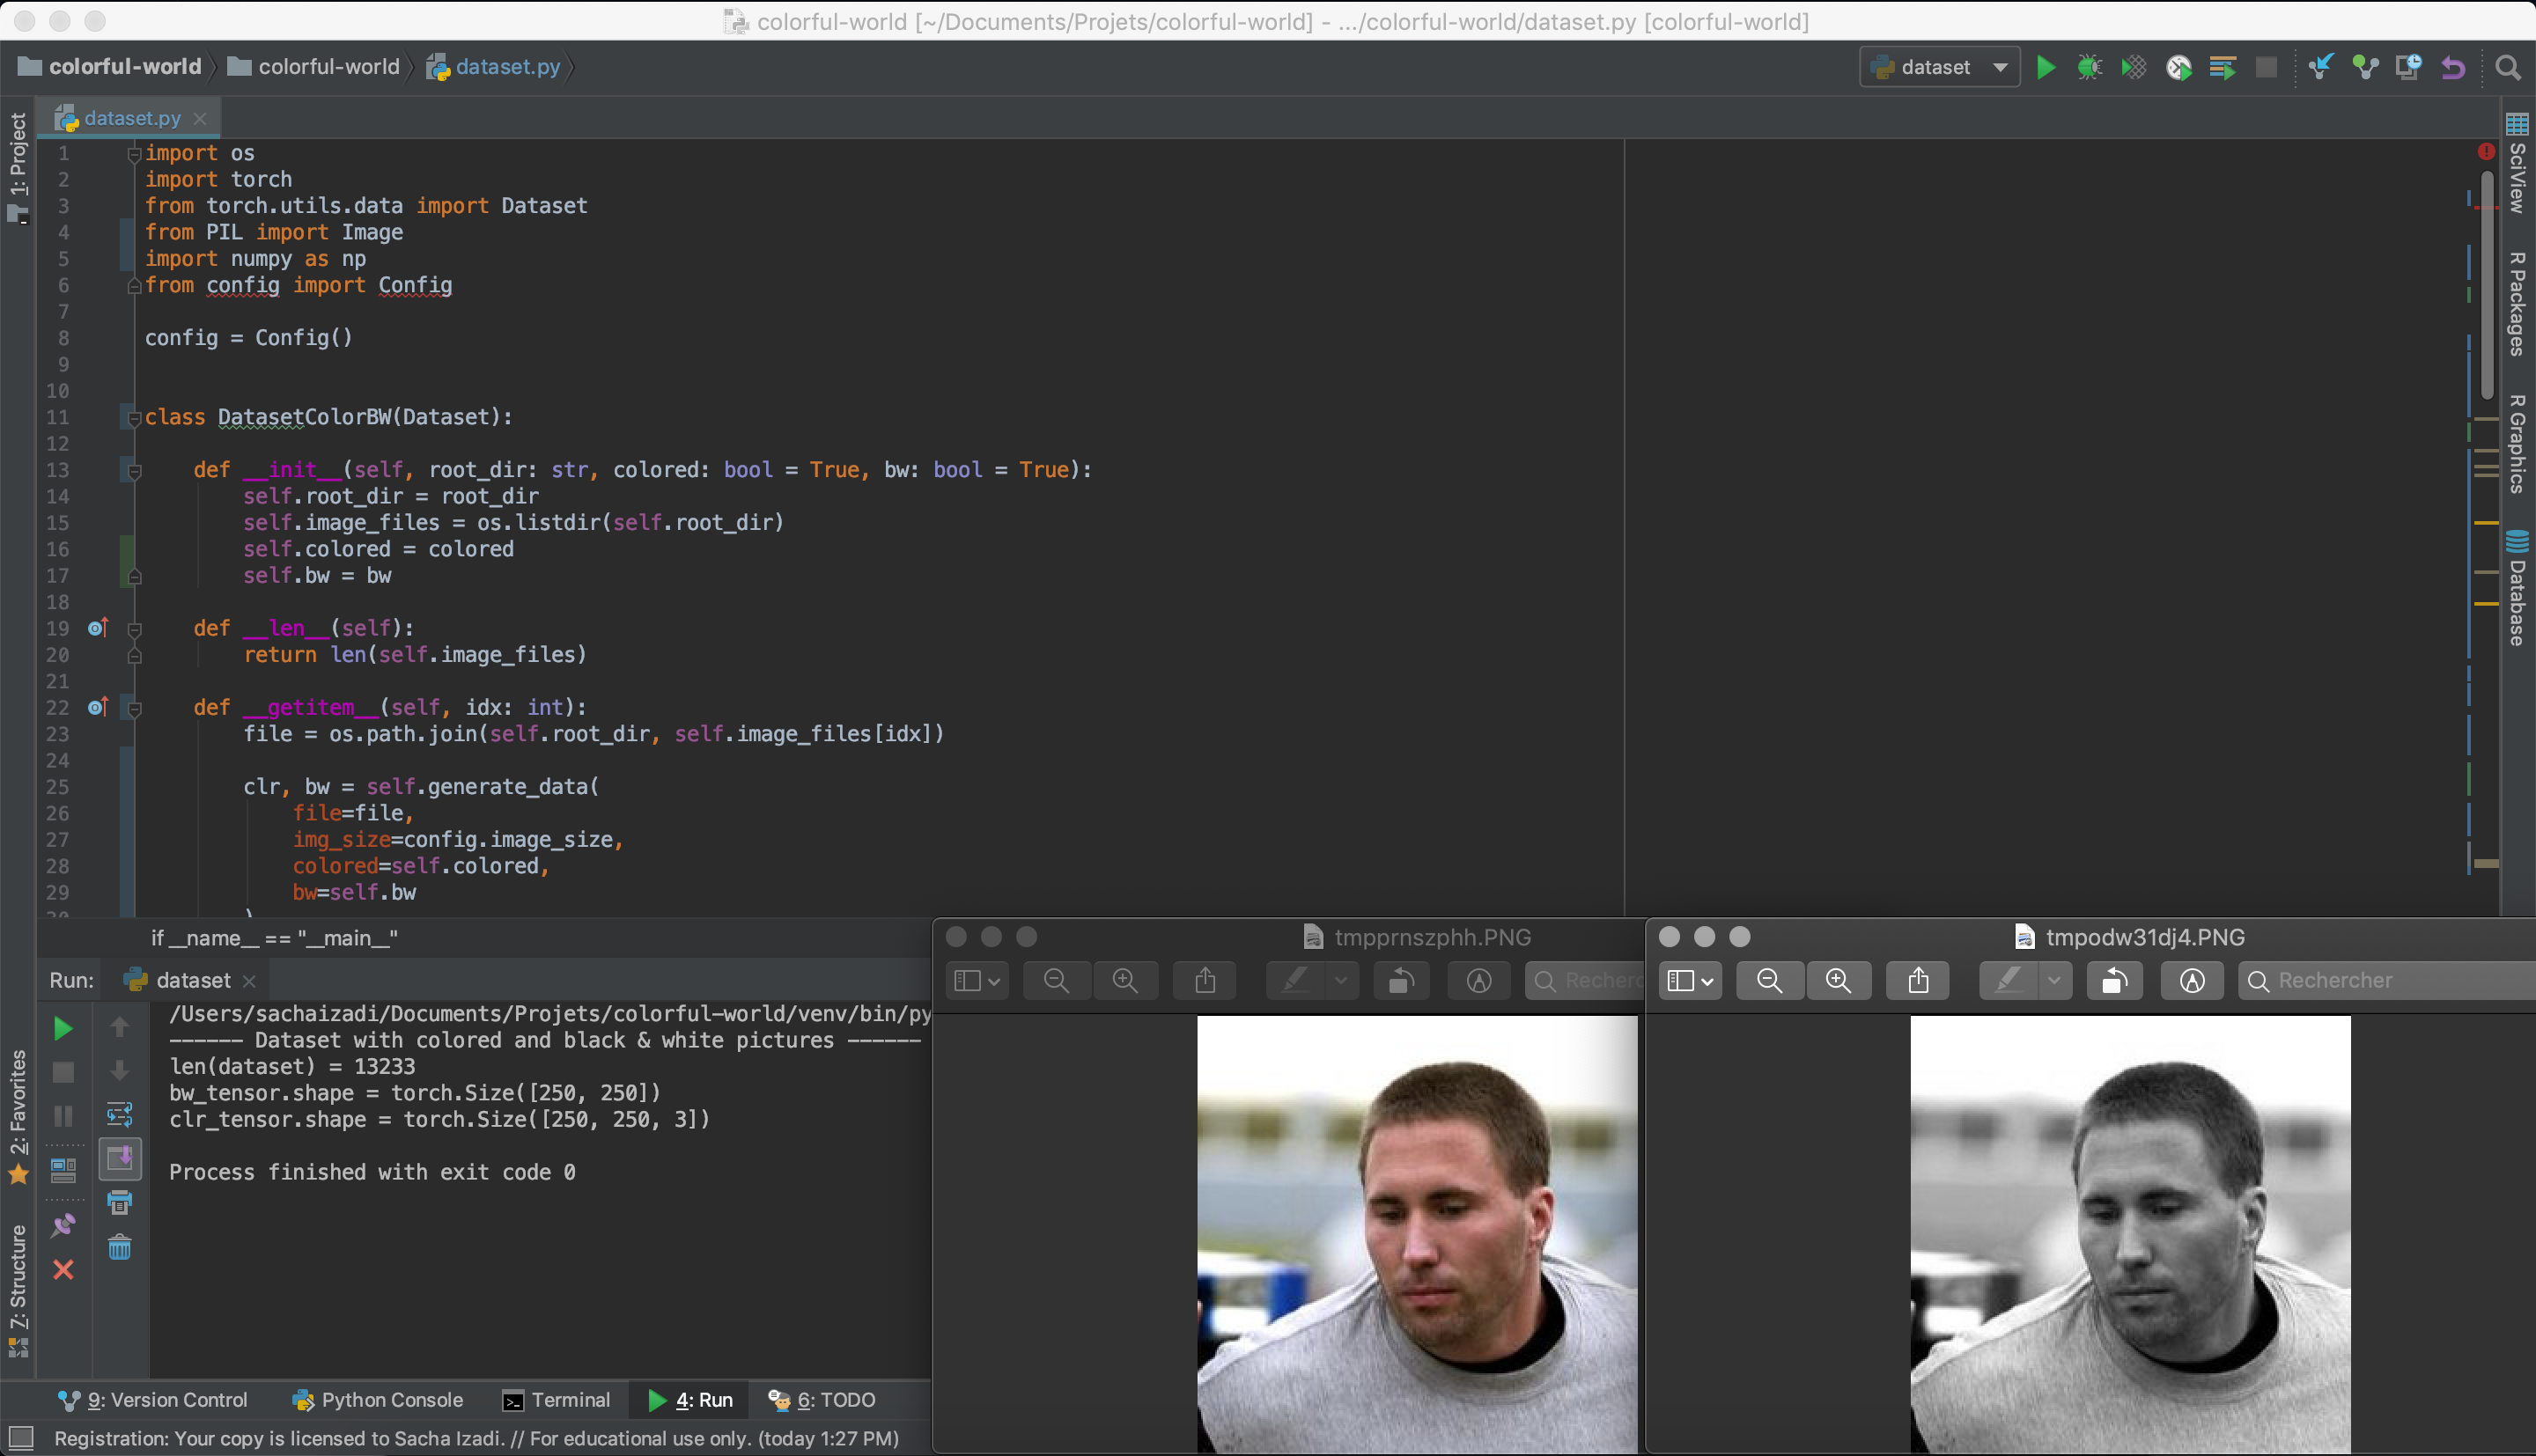 colorful-world [~/Documents/Projets/colorful-world] - .../colorful-world/dataset.py [colorful-world]
colorful-world colorful-world dataset.py dataset
dataset.py
1: Project
1 import os
2 import torch
3 from torch.utils.data import Dataset
4 from PIL import Image
5 import numpy as np
6 from config import Config
7
8 config = Config()
9
10
11 class DatasetColorBW(Dataset):
12
13 def __init__(self, root_dir: str, colored: bool = True, bw: bool = True):
14 self.root_dir = root_dir
15 self.image_files = os.listdir(self.root_dir)
16 self.colored = colored
17 self.bw = bw
18
19 def __len__(self):
20 return len(self.image_files)
21
22 def __getitem__(self, idx: int):
23 file = os.path.join(self.root_dir, self.image_files[idx])
24
25 clr, bw = self.generate_data(
26 file=file,
27 img_size=config.image_size,
28 colored=self.colored,
29 bw=self.bw
30 )
SciView
R Packages
R Graphics
Database
if __name__ == "__main__"
Run: dataset
/Users/sachaizadi/Documents/Projets/colorful-world/venv/bin/py
------ Dataset with colored and black & white pictures ------
len(dataset) = 13233
bw_tensor.shape = torch.Size([250, 250])
clr_tensor.shape = torch.Size([250, 250, 3])
Process finished with exit code 0
2: Favorites
7: Structure
tmpprnszphh.PNG
Recherc
tmpodw31dj4.PNG
Rechercher
9: Version Control Python Console Terminal 4: Run 6: TODO
Registration: Your copy is licensed to Sacha Izadi. // For educational use only. (today 1:27 PM)